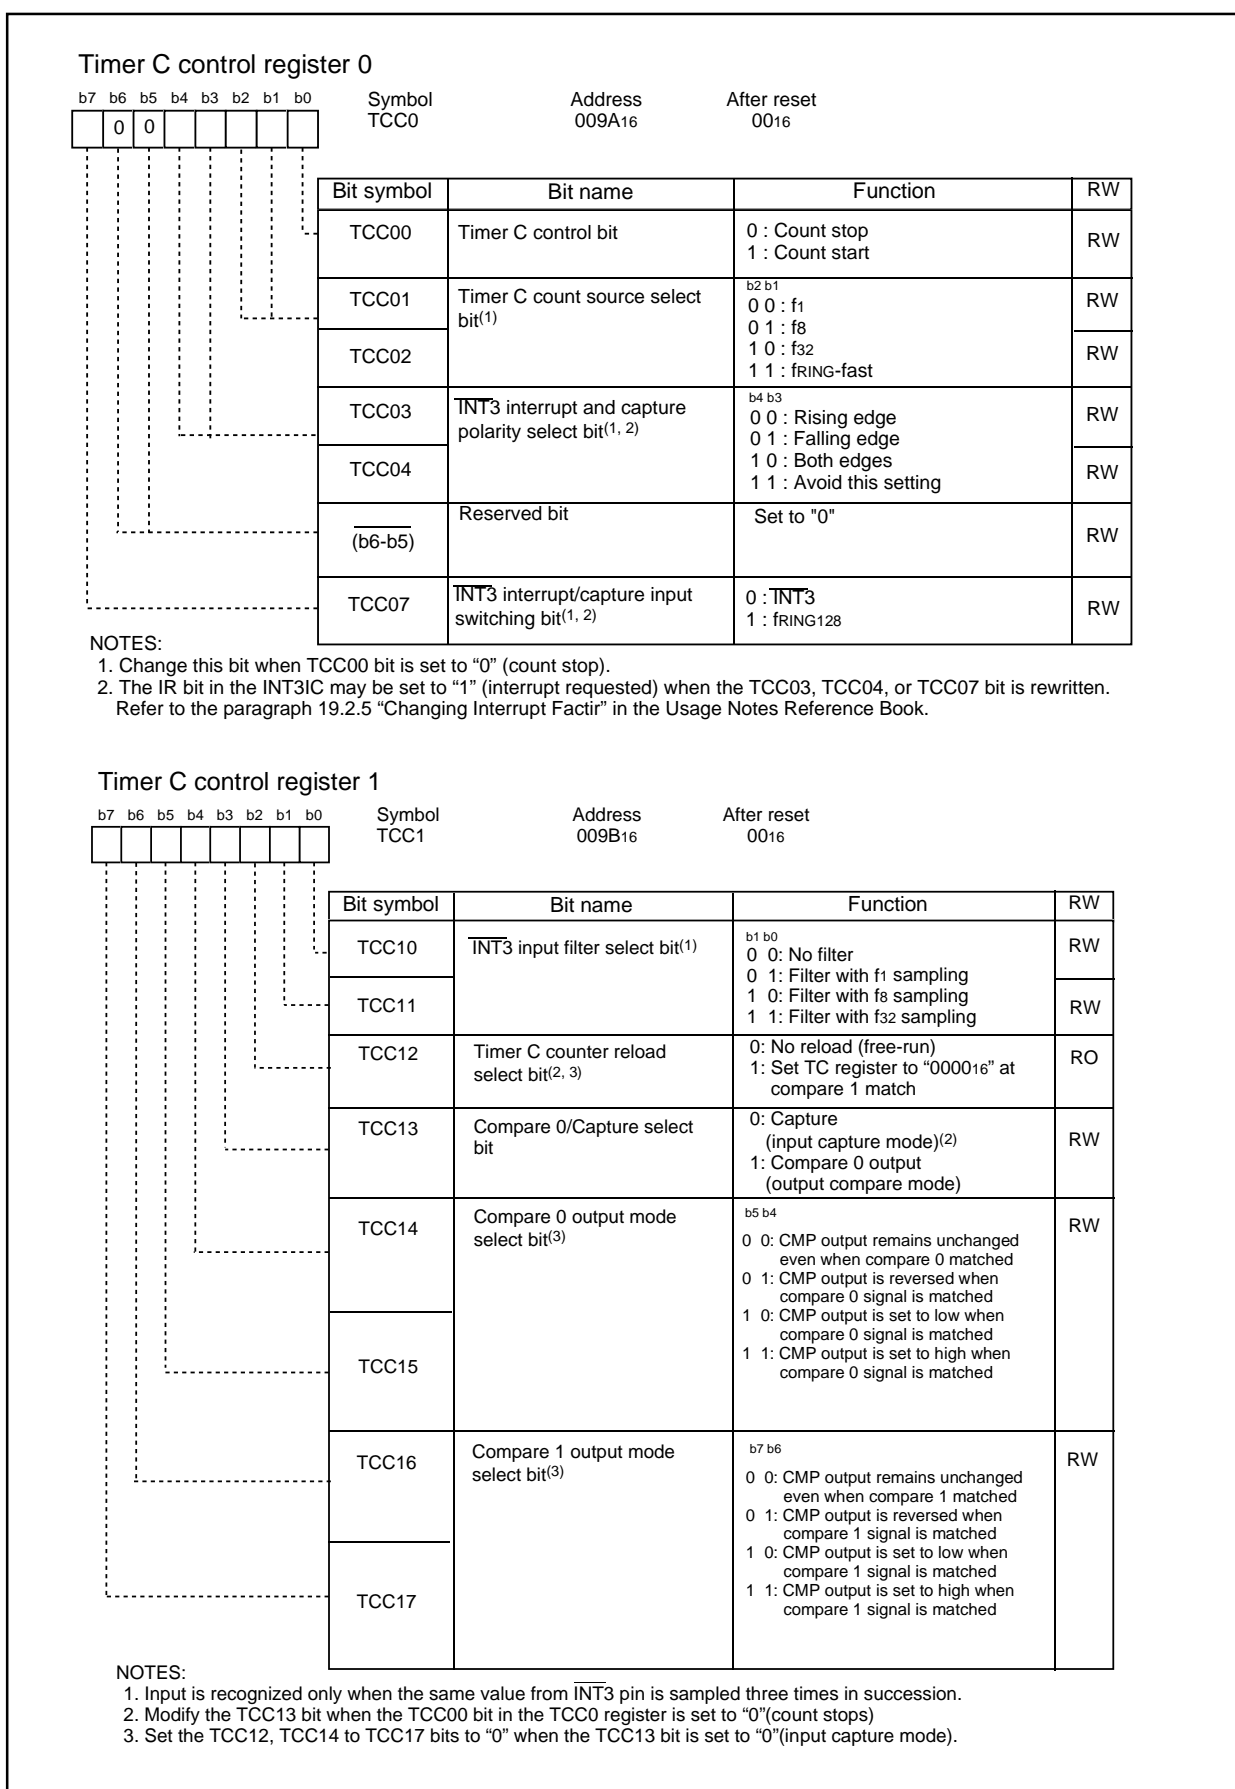 Timer C control register 0
b7 b6 b5 b4 b3 b2 b1 b0
Symbol Address After reset
TCC0 009A16 0016
0 0
Bit symbol Bit name Function RW
TCC00 Timer C control bit 0 : Count stop RW
1 : Count start
TCC01 Timer C count source select bit(1) RW
b2 b1
0 0 : f1
0 1 : f8
TCC02 1 0 : f32 RW
1 1 : fRING-fast
TCC03 INT3 interrupt and capture polarity select bit(1, 2) RW
b4 b3
0 0 : Rising edge
0 1 : Falling edge
TCC04 1 0 : Both edges RW
1 1 : Avoid this setting
(b6-b5) Reserved bit Set to "0" RW
TCC07 INT3 interrupt/capture input switching bit(1, 2) 0 : INT3 RW
1 : fRING128
NOTES:
1. Change this bit when TCC00 bit is set to “0” (count stop).
2. The IR bit in the INT3IC may be set to “1” (interrupt requested) when the TCC03, TCC04, or TCC07 bit is rewritten.
Refer to the paragraph 19.2.5 “Changing Interrupt Factir” in the Usage Notes Reference Book.
Timer C control register 1
b7 b6 b5 b4 b3 b2 b1 b0
Symbol Address After reset
TCC1 009B16 0016
Bit symbol Bit name Function RW
TCC10 INT3 input filter select bit(1) RW
b1 b0
0 0: No filter
0 1: Filter with f1 sampling
TCC11 1 0: Filter with f8 sampling RW
1 1: Filter with f32 sampling
TCC12 Timer C counter reload select bit(2, 3) 0: No reload (free-run) RO
1: Set TC register to “000016” at
compare 1 match
TCC13 Compare 0/Capture select bit 0: Capture RW
(input capture mode)(2)
1: Compare 0 output
(output compare mode)
TCC14 Compare 0 output mode select bit(3) RW
b5 b4
0 0: CMP output remains unchanged
even when compare 0 matched
0 1: CMP output is reversed when
compare 0 signal is matched
1 0: CMP output is set to low when
compare 0 signal is matched
TCC15 1 1: CMP output is set to high when
compare 0 signal is matched
TCC16 Compare 1 output mode select bit(3) RW
b7 b6
0 0: CMP output remains unchanged
even when compare 1 matched
0 1: CMP output is reversed when
compare 1 signal is matched
1 0: CMP output is set to low when
compare 1 signal is matched
TCC17 1 1: CMP output is set to high when
compare 1 signal is matched
NOTES:
1. Input is recognized only when the same value from INT3 pin is sampled three times in succession.
2. Modify the TCC13 bit when the TCC00 bit in the TCC0 register is set to “0”(count stops)
3. Set the TCC12, TCC14 to TCC17 bits to “0” when the TCC13 bit is set to “0”(input capture mode).